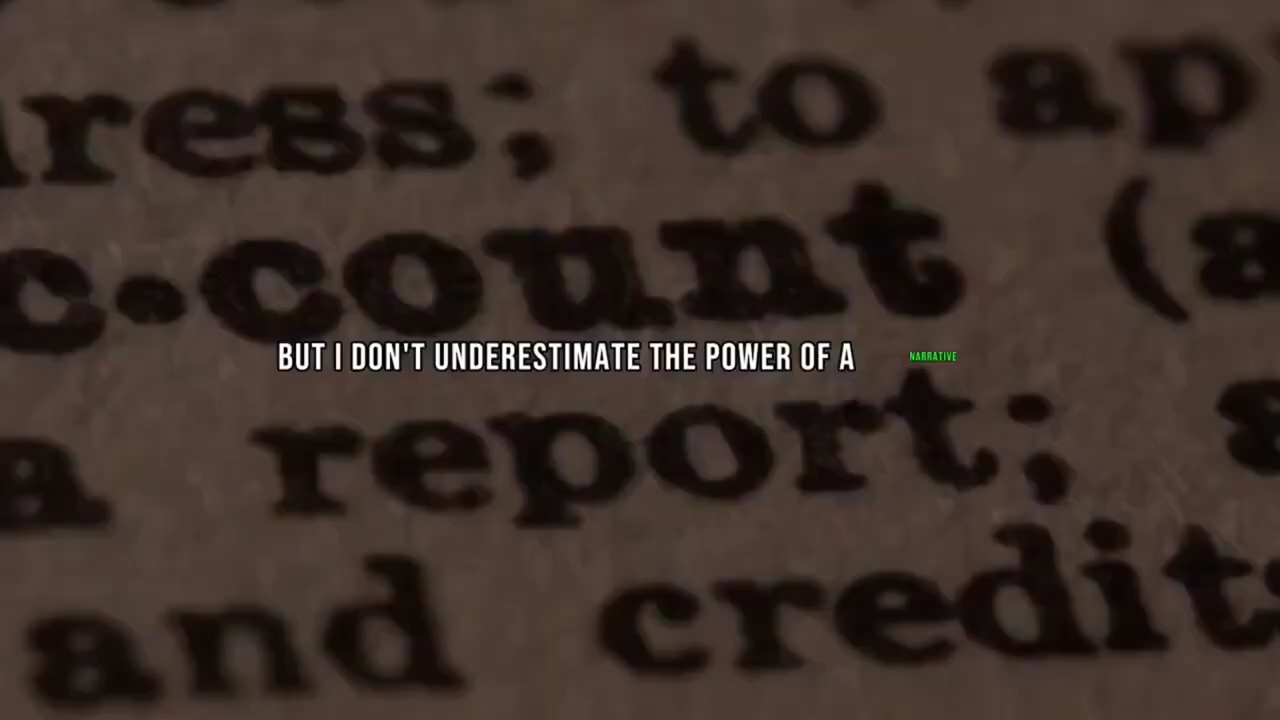 ress; to ap
c•count (a
BUT I DON'T UNDERESTIMATE THE POWER OF A NARRATIVE
a report;
and credit